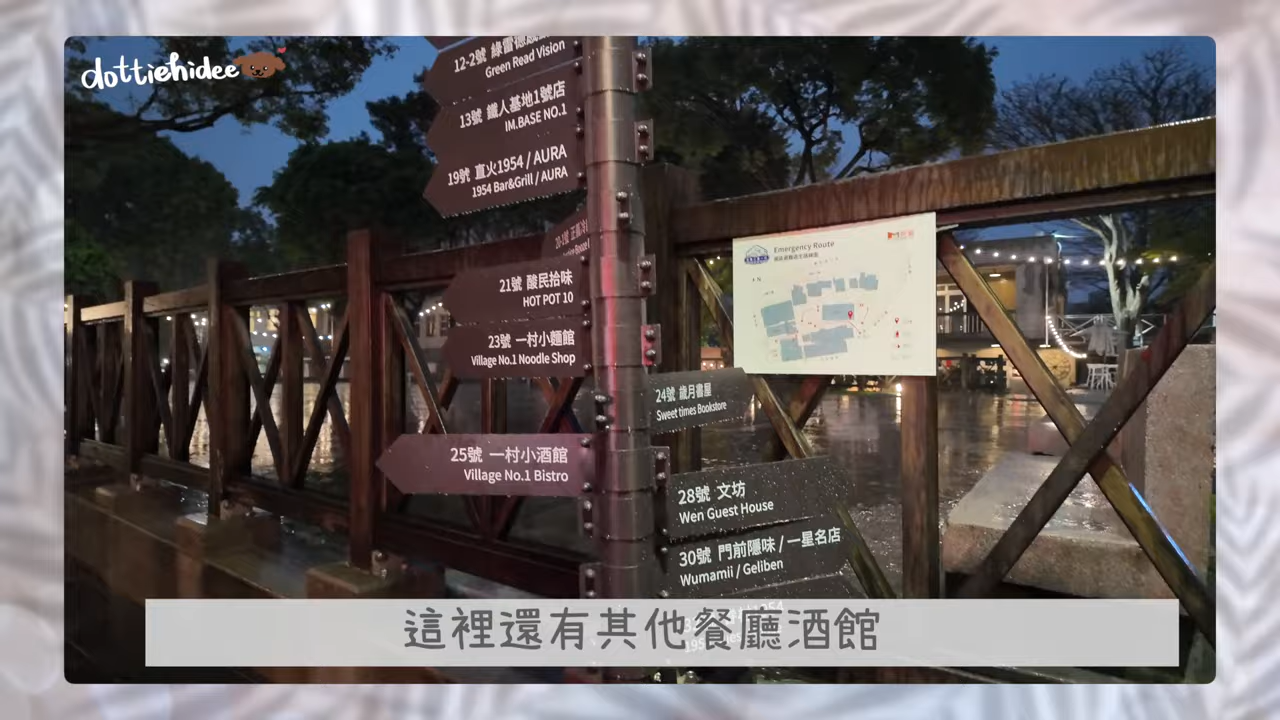 dottiehidee
12-2號 綠雷德
Green Read Vision
13號 鐵人基地1號店
IM.BASE NO.1
19號 直火1954 / AURA
1954 Bar&Grill / AURA
21號 酸民拾味
HOT POT 10
23號 一村小麵館
Village No.1 Noodle Shop
Emergency Route
24號 歲月書屋
Sweet times Bookstore
25號 一村小酒館
Village No.1 Bistro
28號 文坊
Wen Guest House
30號 門前隱味 / 一星名店
Wumamii / Geliben
這裡還有其他餐廳酒館